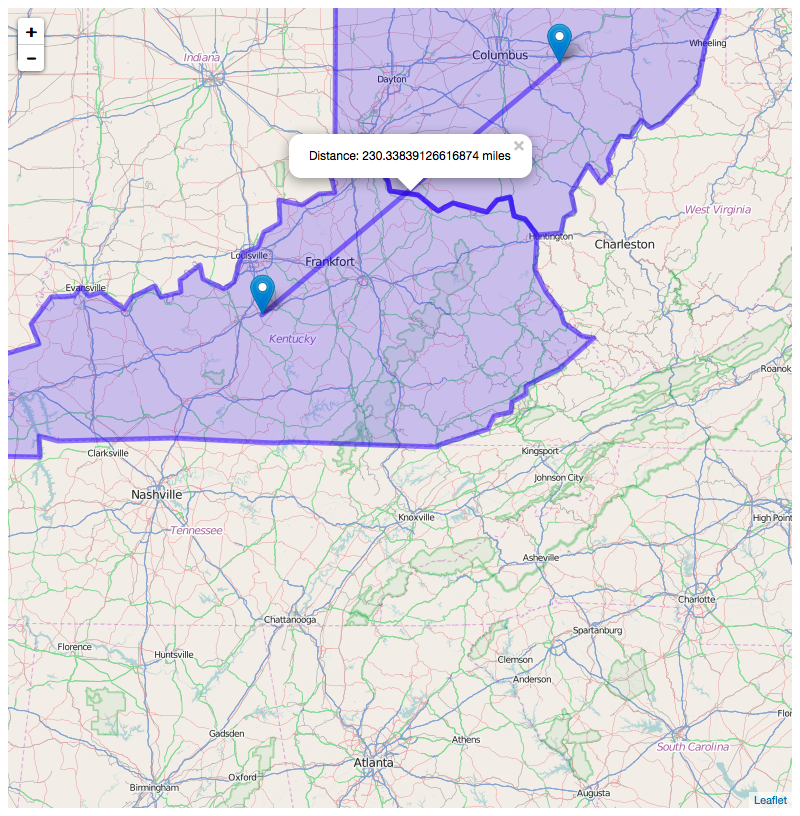 +
−
Indiana
Columbus
Wheeling
Dayton
×
Distance: 230.33839126616874 miles
West Virginia
Huntington
Charleston
Louisville
Frankfort
Evansville
Kentucky
Roanok
Clarksville
Kingsport
Johnson City
Nashville
Knoxville
High Point
Tennessee
Asheville
Charlotte
Chattanooga
Spartanburg
Florence
Huntsville
Clemson
Anderson
Flor
Gadsden
Athens
South Carolina
Atlanta
Oxford
Birmingham
Augusta
Leaflet